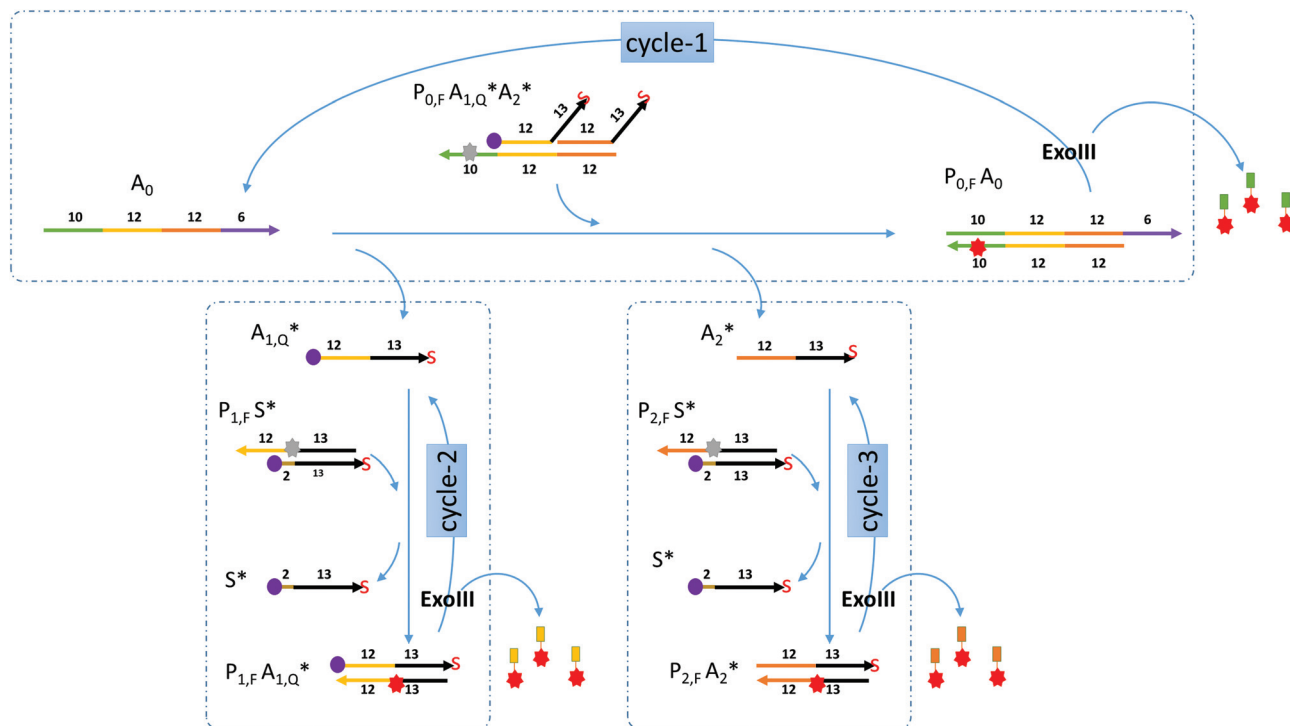 cycle-1
P0,F A1,Q*A2*
13 13
S S
12 12
10 12 12
ExoIII
A0
10 12 12 6
P0,F A0
10 12 12 6
10 12 12
A1,Q*
12 13
S
P1,F S*
12 13
2 13
S
cycle-2
S*
2 13
S
ExoIII
P1,F A1,Q*
12 13
S
12 13
A2*
12 13
S
P2,F S*
12 13
2 13
S
cycle-3
S*
2 13
S
ExoIII
P2,F A2*
12 13
S
12 13